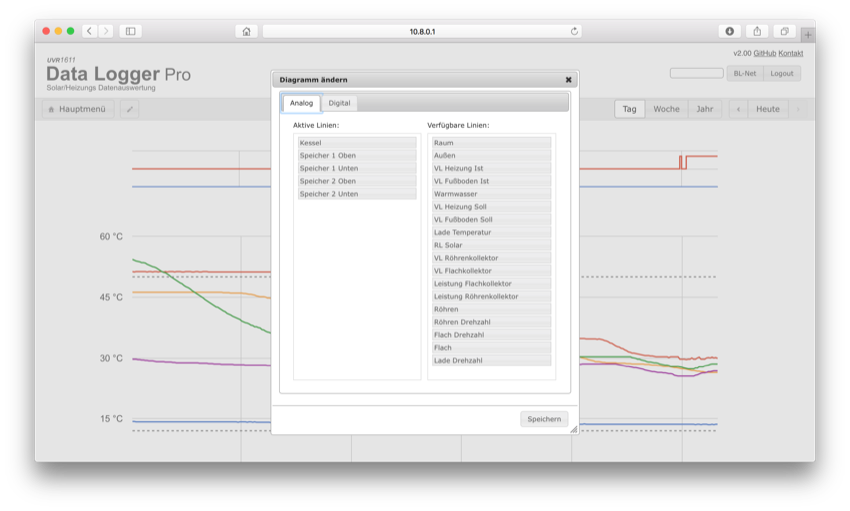 10.8.0.1
v2.00 GitHub Kontakt
UVR1611
Data Logger Pro
Solar/Heizungs Datenauswertung
BL-Net Logout
Hauptmenü
Tag Woche Jahr Heute
Diagramm ändern
Analog Digital
Aktive Linien:
Kessel
Speicher 1 Oben
Speicher 1 Unten
Speicher 2 Oben
Speicher 2 Unten
Verfügbare Linien:
Raum
Außen
VL Heizung Ist
VL Fußboden Ist
Warmwasser
VL Heizung Soll
VL Fußboden Soll
Lade Temperatur
RL Solar
VL Röhrenkollektor
VL Flachkollektor
Leistung Flachkollektor
Leistung Röhrenkollektor
Röhren
Röhren Drehzahl
Flach Drehzahl
Flach
Lade Drehzahl
Speichern
60 °C
45 °C
30 °C
15 °C